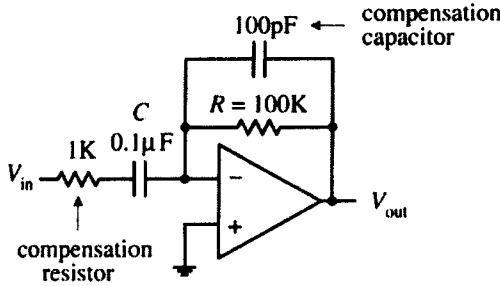 compensation
capacitor
100pF
R = 100K
C
0.1µF
1K
V_in
−
+
V_out
compensation
resistor